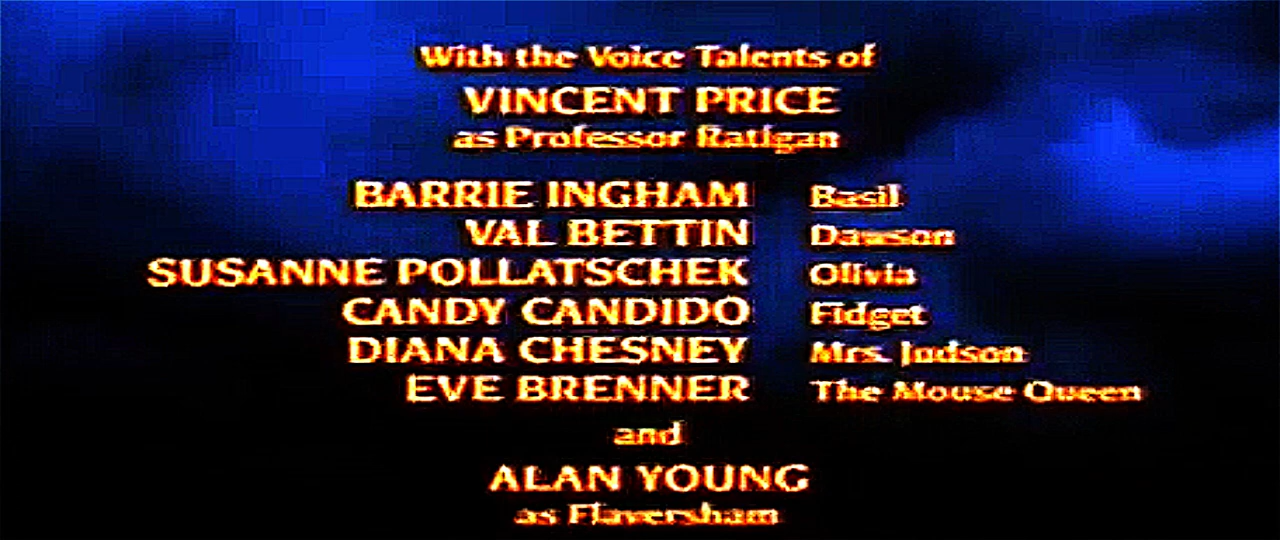 With the Voice Talents of
VINCENT PRICE
as Professor Ratigan
BARRIE INGHAM Basil
VAL BETTIN Dawson
SUSANNE POLLATSCHEK Olivia
CANDY CANDIDO Fidget
DIANA CHESNEY Mrs. Judson
EVE BRENNER The Mouse Queen
and
ALAN YOUNG
as Flaversham